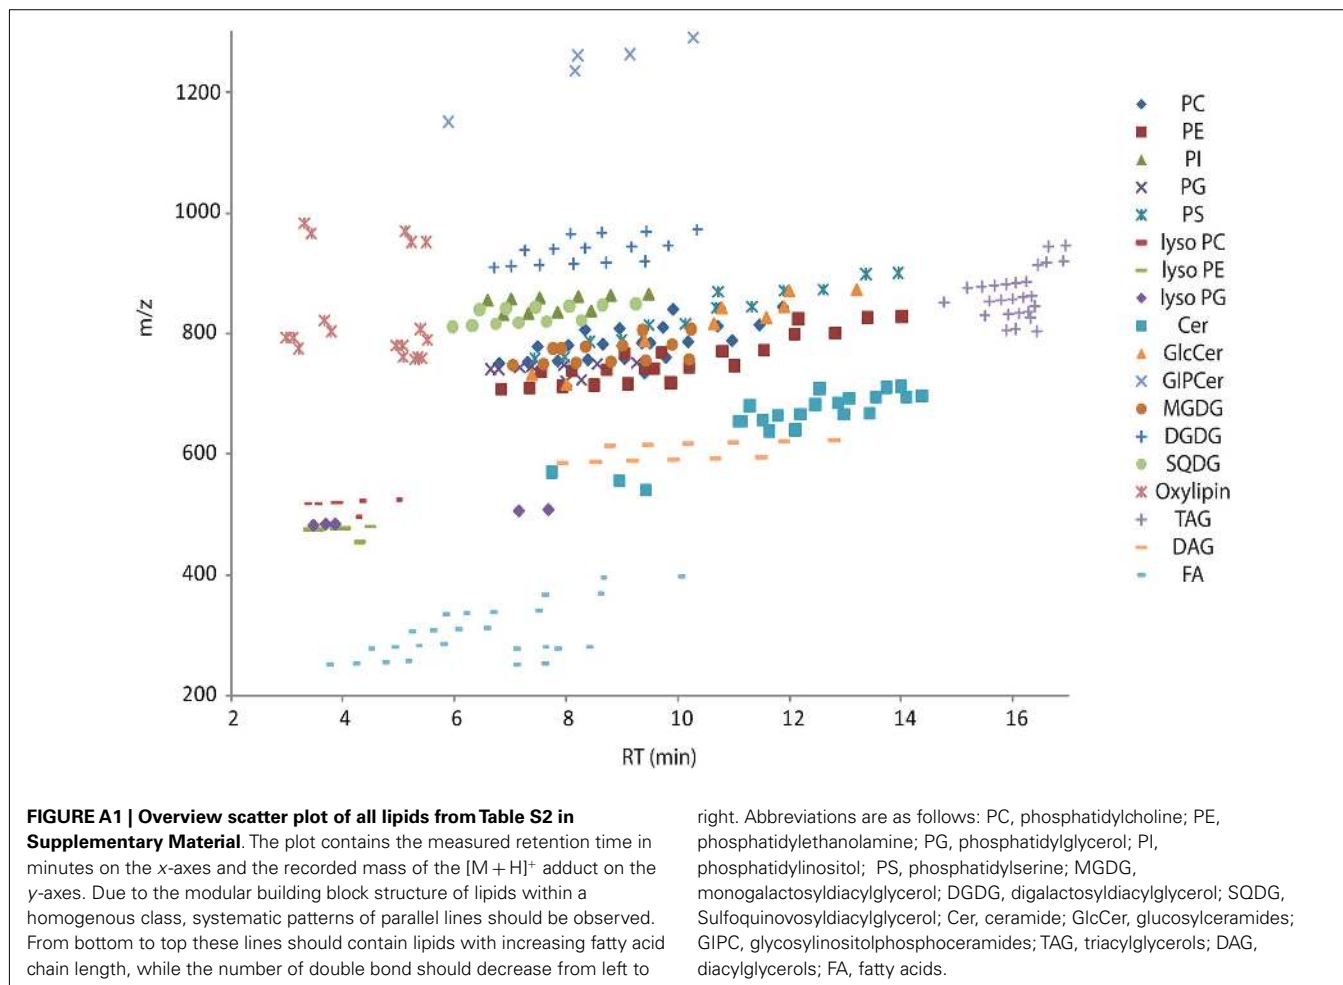 1200
1000
800
600
400
200
m/z
2 4 6 8 10 12 14 16
RT (min)
PC
PE
PI
PG
PS
lyso PC
lyso PE
lyso PG
Cer
GlcCer
GIPCer
MGDG
DGDG
SQDG
Oxylipin
TAG
DAG
FA
FIGURE A1 | Overview scatter plot of all lipids from Table S2 in
Supplementary Material. The plot contains the measured retention time in
minutes on the x-axes and the recorded mass of the [M + H]+ adduct on the
y-axes. Due to the modular building block structure of lipids within a
homogenous class, systematic patterns of parallel lines should be observed.
From bottom to top these lines should contain lipids with increasing fatty acid
chain length, while the number of double bond should decrease from left to
right. Abbreviations are as follows: PC, phosphatidylcholine; PE,
phosphatidylethanolamine; PG, phosphatidylglycerol; PI,
phosphatidylinositol; PS, phosphatidylserine; MGDG,
monogalactosyldiacylglycerol; DGDG, digalactosyldiacylglycerol; SQDG,
Sulfoquinovosyldiacylglycerol; Cer, ceramide; GlcCer, glucosylceramides;
GIPC, glycosylinositolphosphoceramides; TAG, triacylglycerols; DAG,
diacylglycerols; FA, fatty acids.